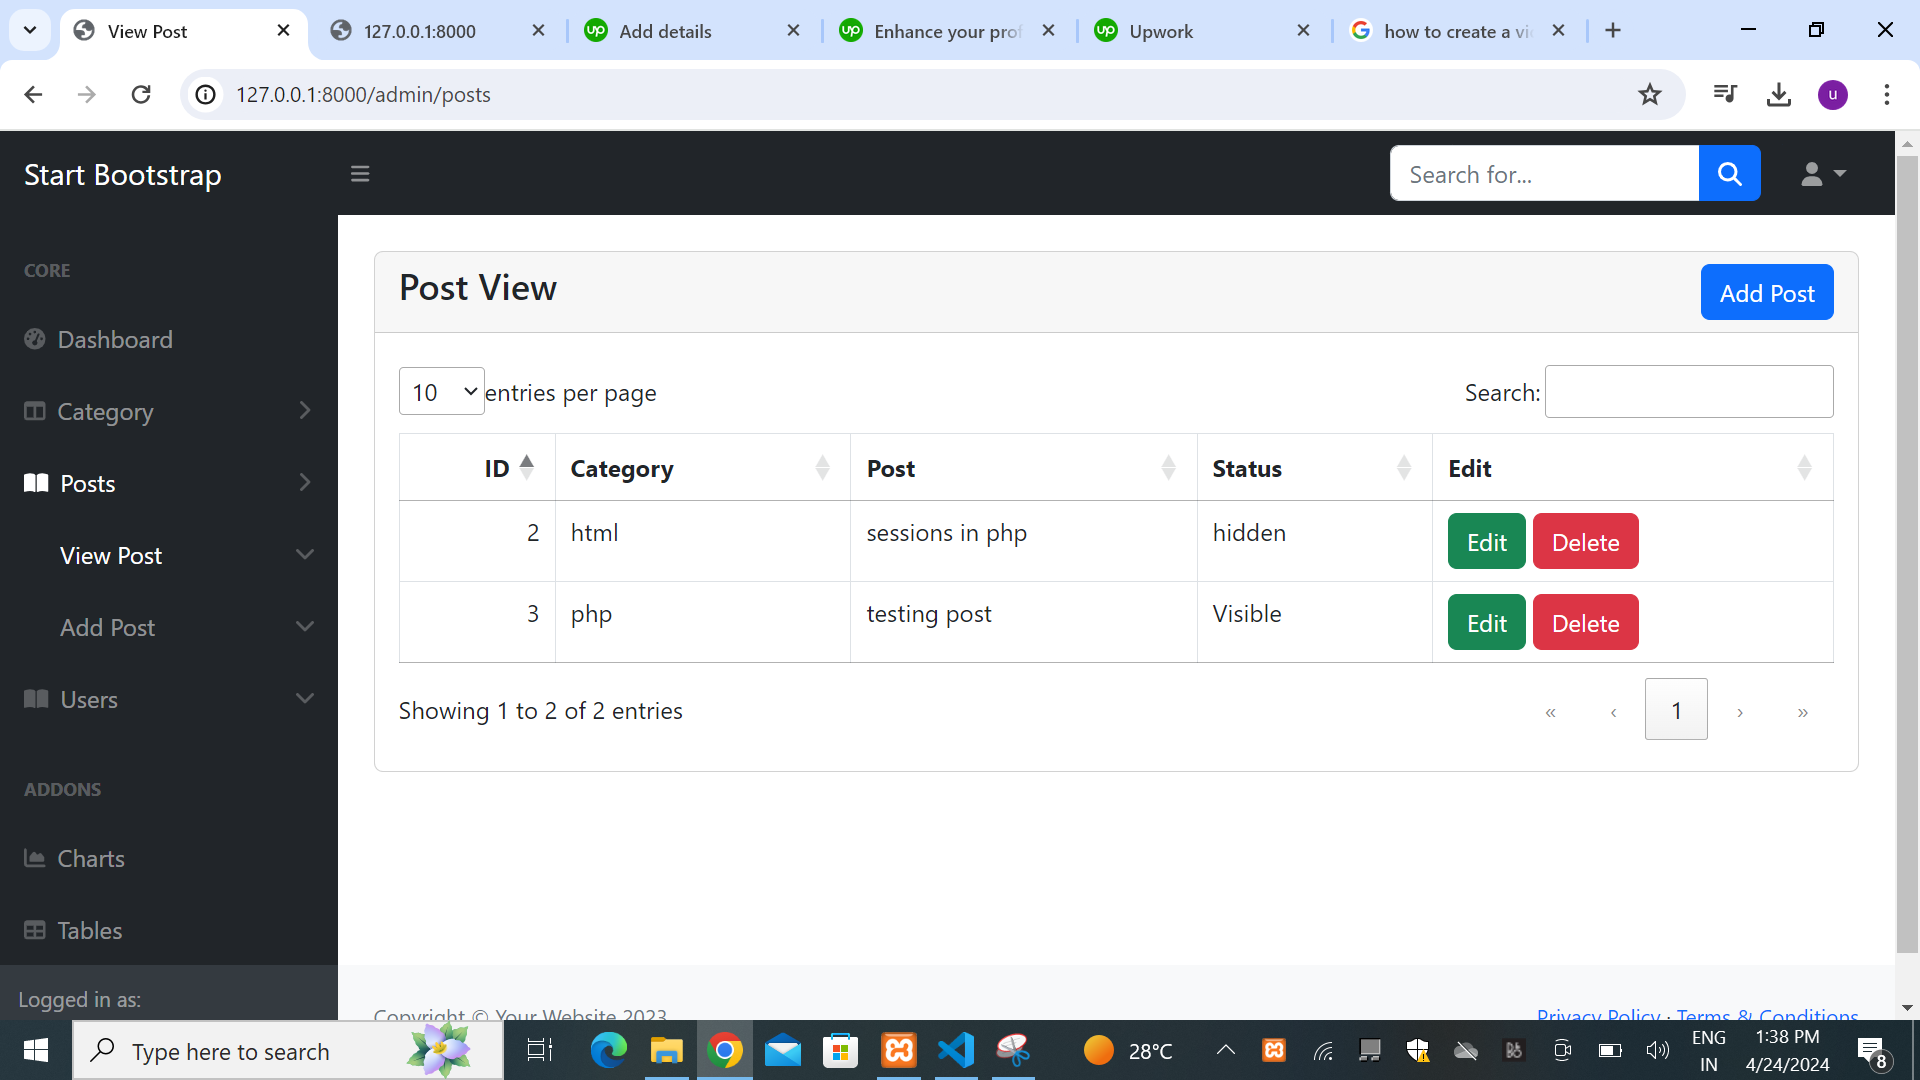 View Post
127.0.0.1:8000
Add details
Enhance your prof
Upwork
how to create a vi
127.0.0.1:8000/admin/posts
u
Start Bootstrap
Search for...
CORE
Dashboard
Category
Posts
View Post
Add Post
Users
ADDONS
Charts
Tables
Logged in as:
Post View
Add Post
10 entries per page
Search:
ID Category Post Status Edit
2 html sessions in php hidden Edit Delete
3 php testing post Visible Edit Delete
Showing 1 to 2 of 2 entries
« ‹ 1 › »
Copyright © Your Website 2023
Privacy Policy · Terms & Conditions
Type here to search
28°C
ENG
IN
1:38 PM
4/24/2024
8